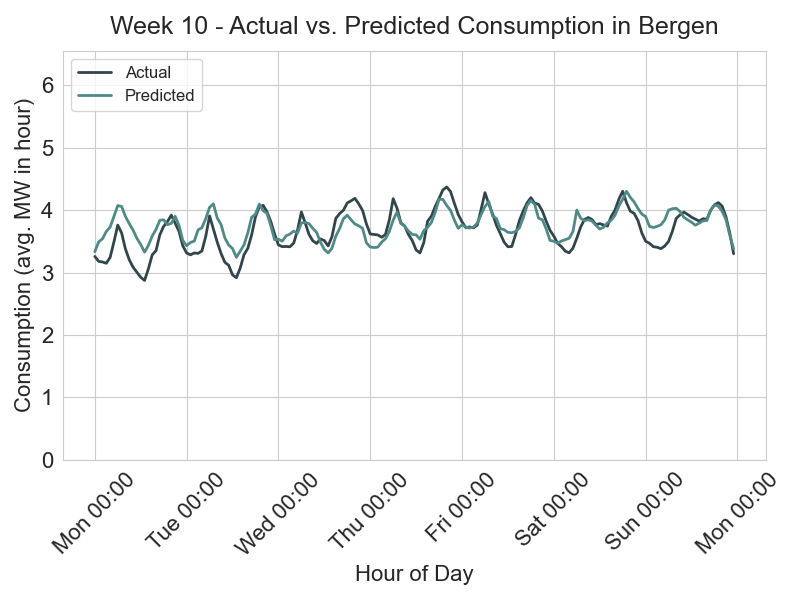 Week 10 - Actual vs. Predicted Consumption in Bergen
Actual
Predicted
Consumption (avg. MW in hour)
6
5
4
3
2
1
0
Mon 00:00
Tue 00:00
Wed 00:00
Thu 00:00
Fri 00:00
Sat 00:00
Sun 00:00
Mon 00:00
Hour of Day